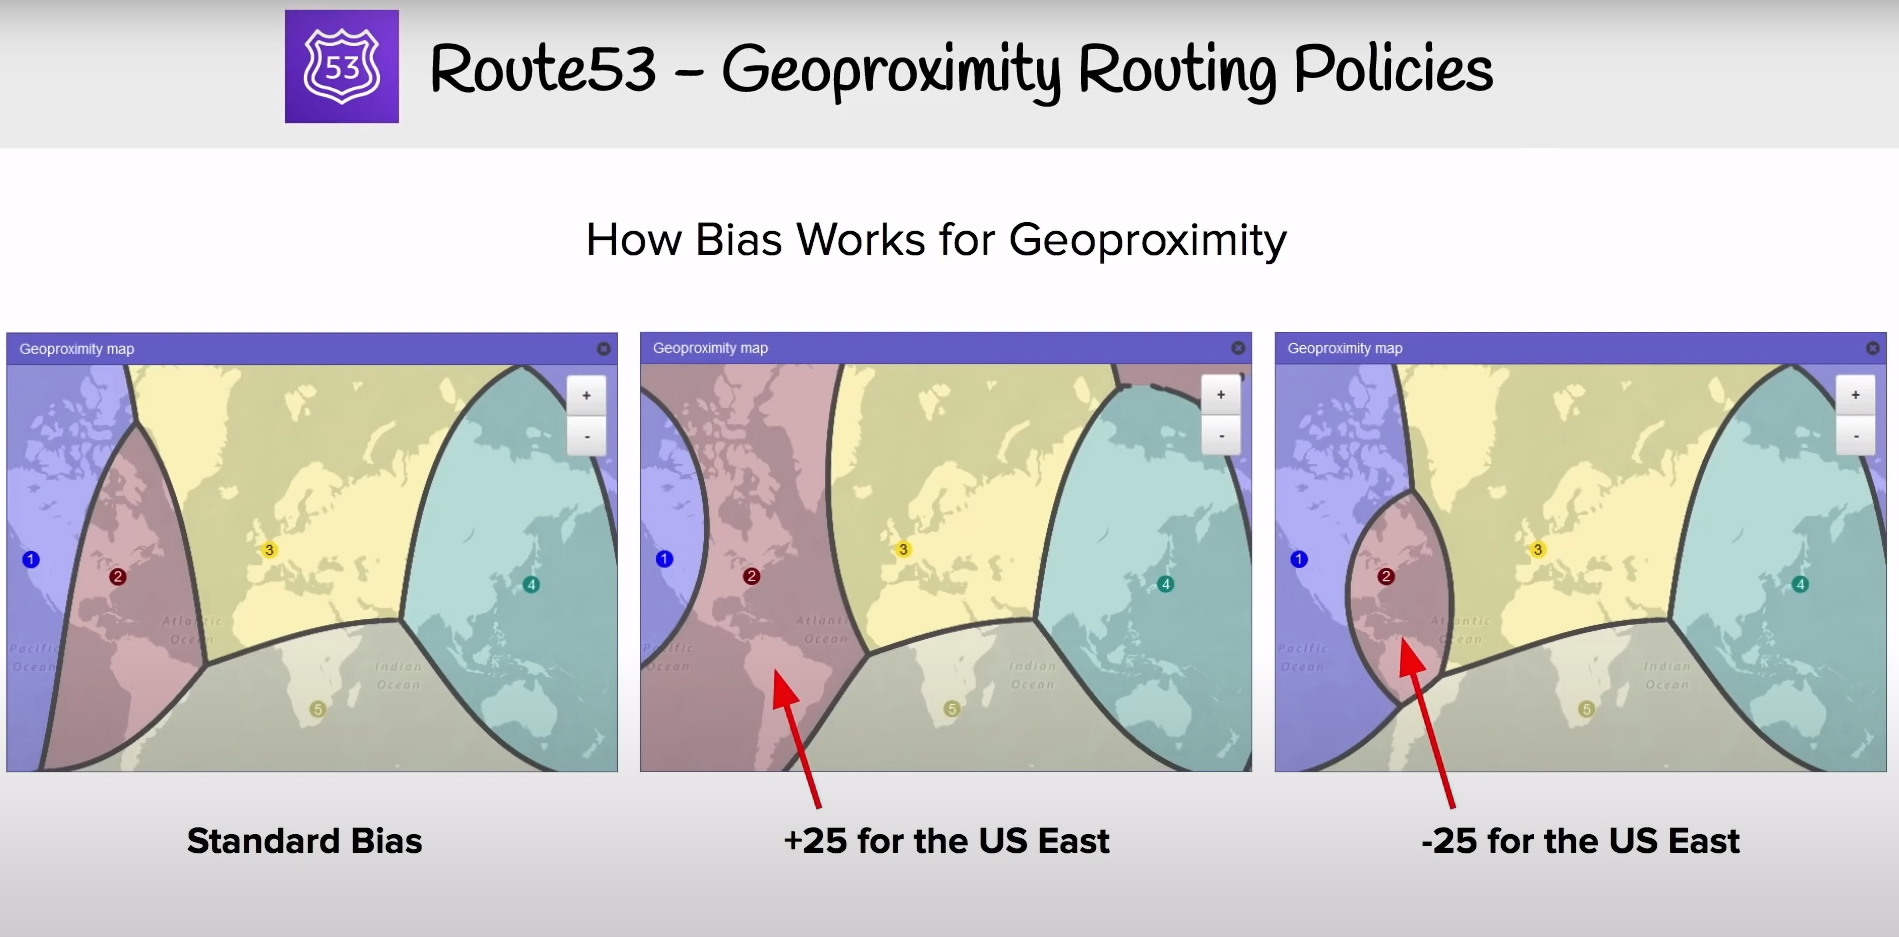 53
Route53 – Geoproximity Routing Policies
How Bias Works for Geoproximity
Geoproximity map
+
-
1
2
3
4
5
Atlantic
Ocean
Pacific
Ocean
Indian
Ocean
Standard Bias
Geoproximity map
+
-
1
2
3
4
5
Atlantic
Ocean
Pacific
Ocean
Indian
Ocean
+25 for the US East
Geoproximity map
+
-
1
2
3
4
5
Atlantic
Ocean
Pacific
Ocean
Indian
Ocean
-25 for the US East